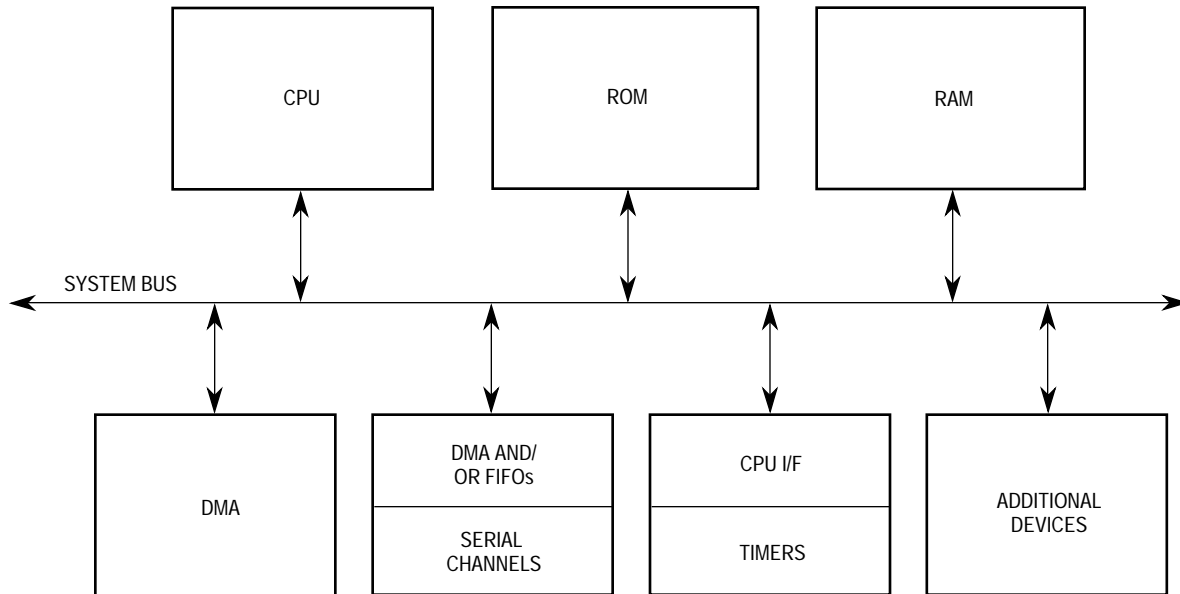 CPU
ROM
RAM
SYSTEM BUS
DMA
DMA AND/
OR FIFOs
SERIAL
CHANNELS
CPU I/F
TIMERS
ADDITIONAL
DEVICES